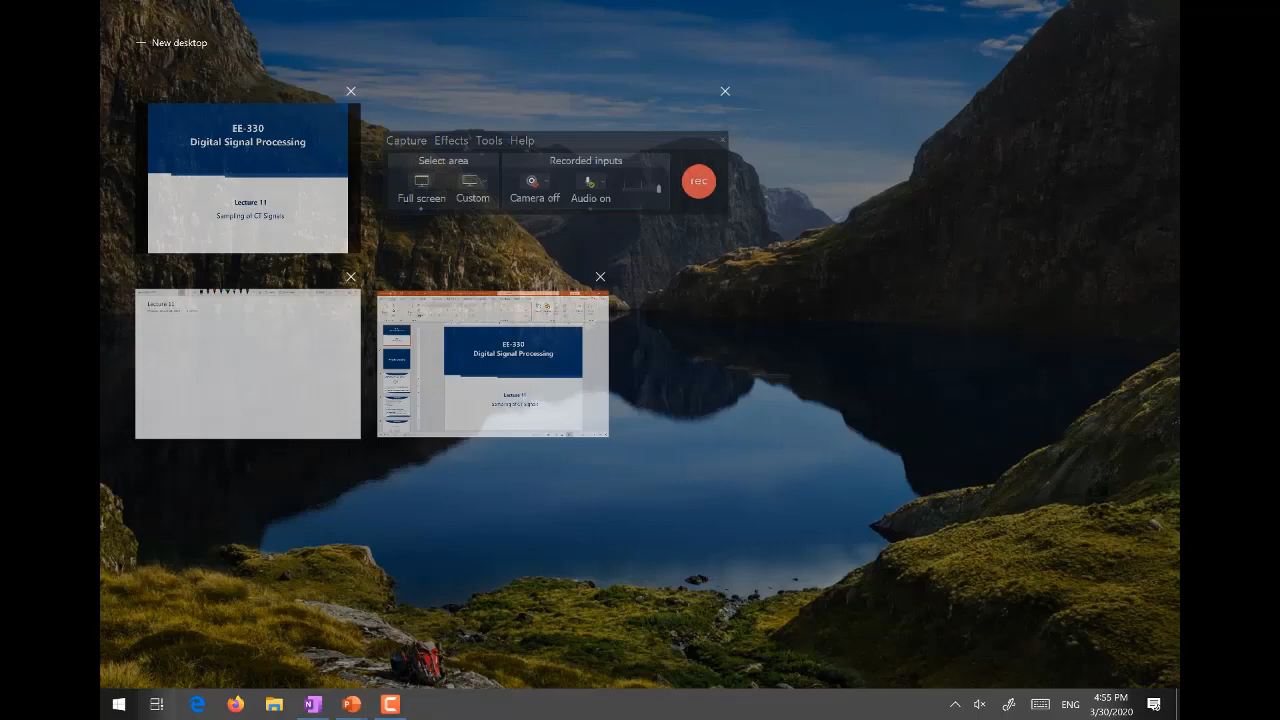 New desktop
EE-330
Digital Signal Processing
Lecture 11
Sampling of CT Signals
Capture Effects Tools Help
Select area
Recorded inputs
Full screen
Custom
Camera off
Audio on
rec
Lecture 11
EE-330
Digital Signal Processing
Lecture 11
Sampling of CT Signals
ENG
4:55 PM
3/30/2020